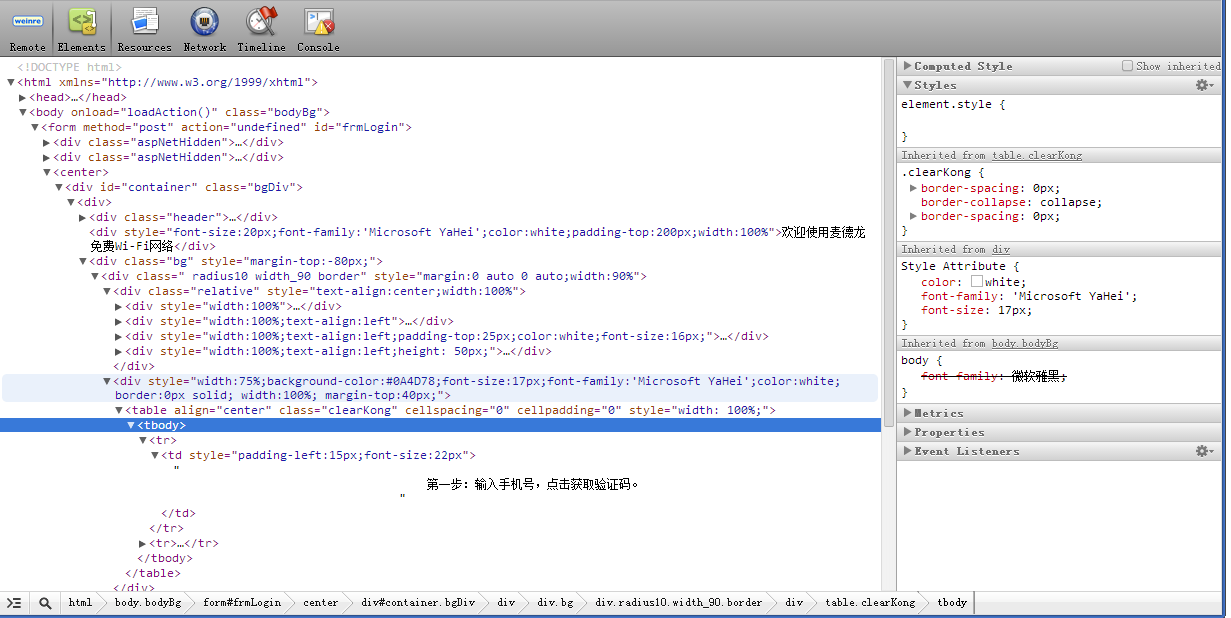 weinre
Remote Elements Resources Network Timeline Console
<!DOCTYPE html>
▼<html xmlns="http://www.w3.org/1999/xhtml">
▶<head>…</head>
▼<body onload="loadAction()" class="bodyBg">
▼<form method="post" action="undefined" id="frmLogin">
▶<div class="aspNetHidden">…</div>
▶<div class="aspNetHidden">…</div>
▼<center>
▼<div id="container" class="bgDiv">
▼<div>
▶<div class="header">…</div>
<div style="font-size:20px;font-family:'Microsoft YaHei';color:white;padding-top:200px;width:100%">欢迎使用麦德龙
免费Wi-Fi网络</div>
▼<div class="bg" style="margin-top:-80px;">
▼<div class=" radius10 width_90 border" style="margin:0 auto 0 auto;width:90%">
▼<div class="relative" style="text-align:center;width:100%">
▶<div style="width:100%">…</div>
▶<div style="width:100%;text-align:left">…</div>
▶<div style="width:100%;text-align:left;padding-top:25px;color:white;font-size:16px;">…</div>
▶<div style="width:100%;text-align:left;height: 50px;">…</div>
</div>
▼<div style="width:75%;background-color:#0A4D78;font-size:17px;font-family:'Microsoft YaHei';color:white;
border:0px solid; width:100%; margin-top:40px;">
▼<table align="center" class="clearKong" cellspacing="0" cellpadding="0" style="width: 100%;">
▼<tbody>
▼<tr>
▼<td style="padding-left:15px;font-size:22px">
"
第一步：输入手机号，点击获取验证码。
"
</td>
</tr>
▶<tr>…</tr>
</tbody>
</table>
</div>
▶Computed Style Show inherited
▼Styles
element.style {
}
Inherited from table.clearKong
.clearKong {
▶border-spacing: 0px;
border-collapse: collapse;
▶border-spacing: 0px;
}
Inherited from div
Style Attribute {
color: white;
font-family: 'Microsoft YaHei';
font-size: 17px;
}
Inherited from body.bodyBg
body {
font-family: 微软雅黑;
}
▶Metrics
▶Properties
▶Event Listeners
html body.bodyBg form#frmLogin center div#container.bgDiv div div.bg div.radius10.width_90.border div table.clearKong tbody